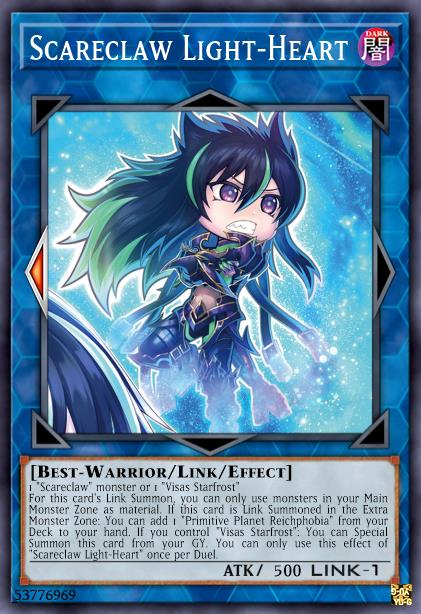 Scareclaw Light-Heart
DARK
闇
[Best-Warrior/Link/Effect]
1 "Scareclaw" monster or 1 "Visas Starfrost"
For this card's Link Summon, you can only use monsters in your Main
Monster Zone as material. If this card is Link Summoned in the Extra
Monster Zone: You can add 1 "Primitive Planet Reichphobia" from your
Deck to your hand. If you control "Visas Starfrost": You can Special
Summon this card from your GY. You can only use this effect of
"Scareclaw Light-Heart" once per Duel.
ATK/ 500 LINK-1
53776969